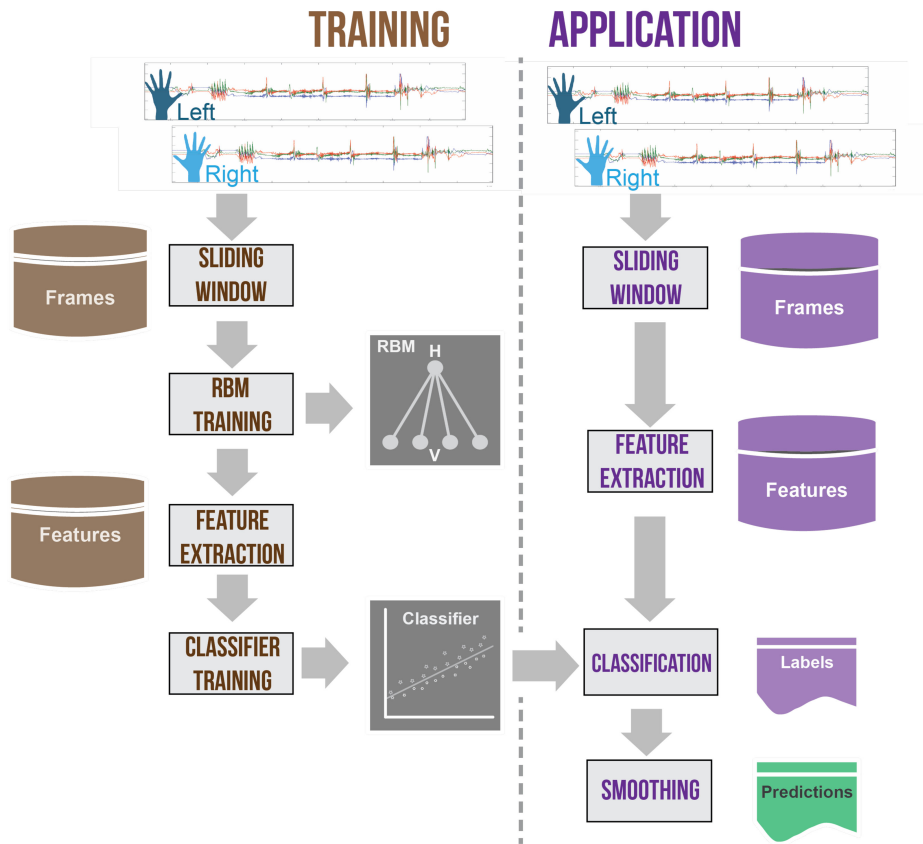 TRAINING
APPLICATION
Left
Right
Left
Right
Frames
SLIDING
WINDOW
RBM
TRAINING
RBM
H
V
Features
FEATURE
EXTRACTION
CLASSIFIER
TRAINING
Classifier
SLIDING
WINDOW
Frames
FEATURE
EXTRACTION
Features
CLASSIFICATION
Labels
SMOOTHING
Predictions